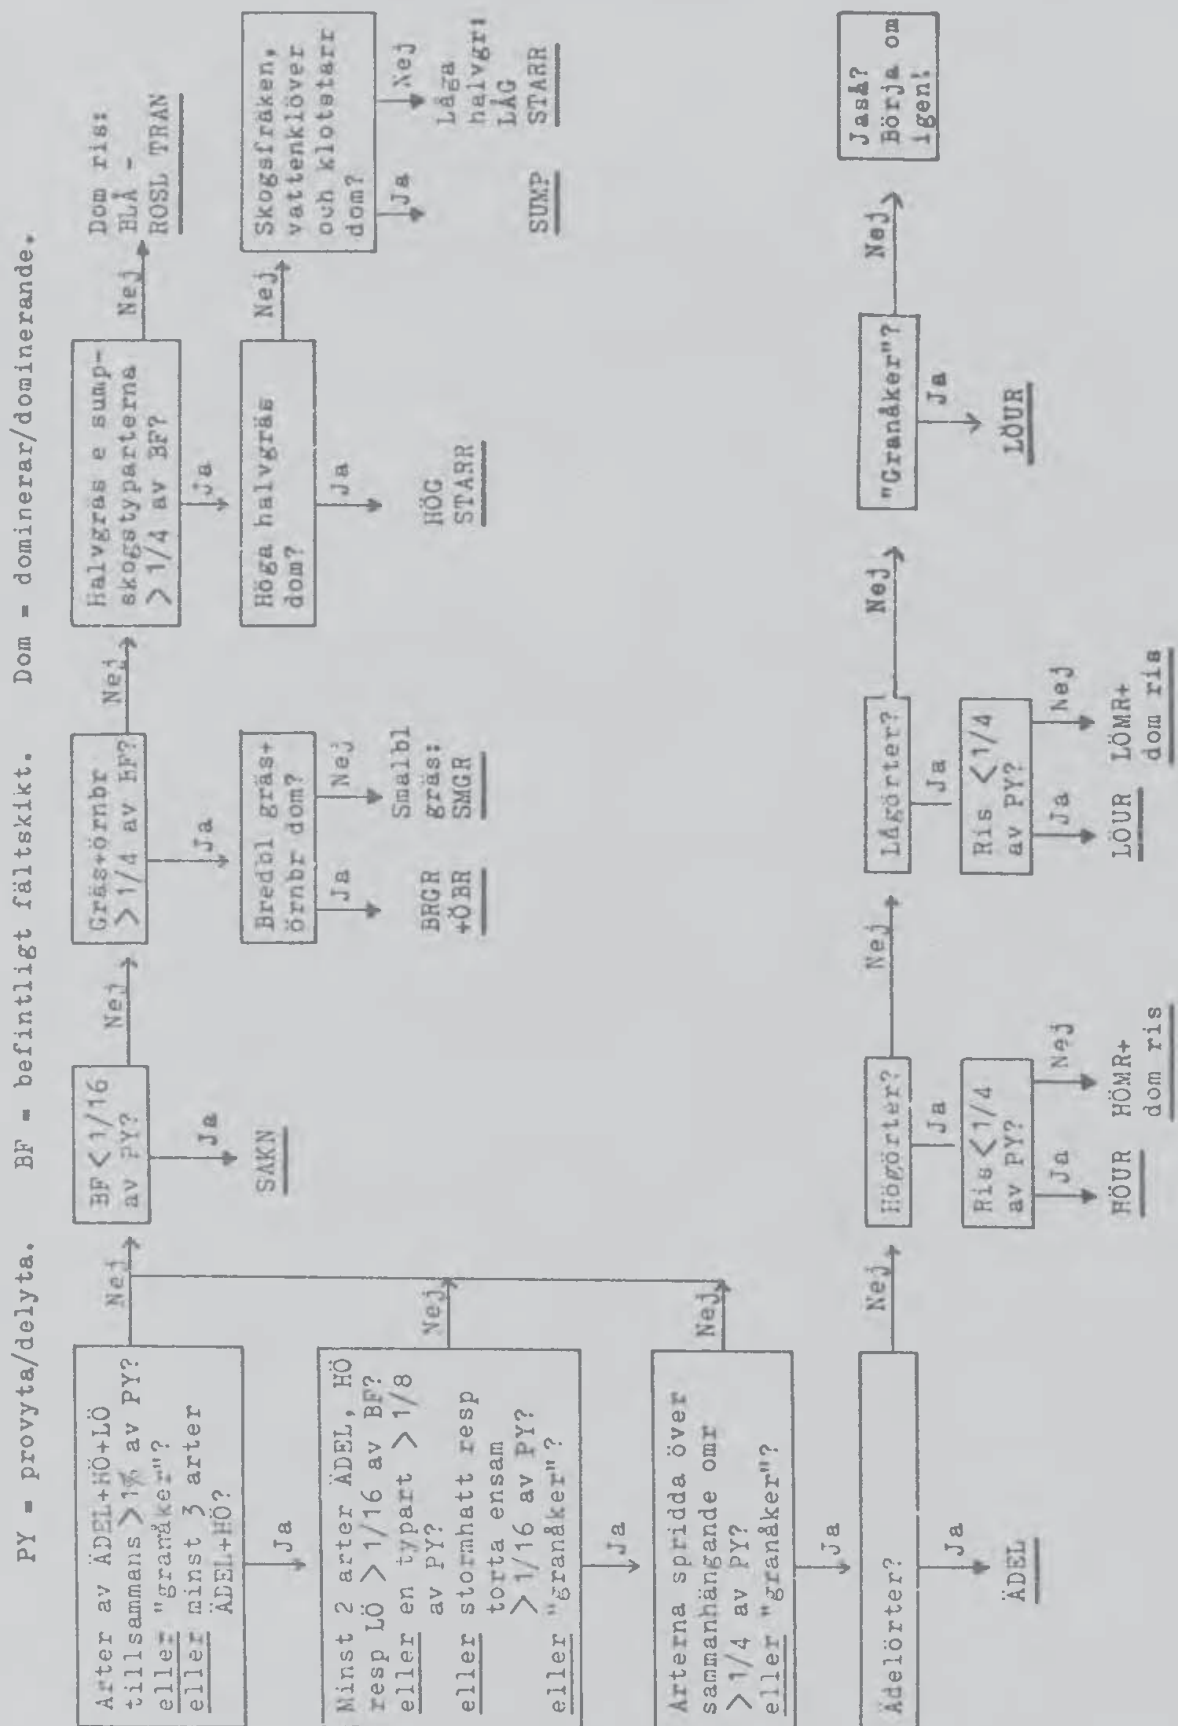 PY = provyta/delyta. BF = befintligt fältskikt. Dom = dominerar/dominerande.
Arter av ÄDEL+HÖ+LÖ
tillsammans >1% av PY?
eller "granåker"?
eller minst 3 arter
ÄDEL+HÖ?
Nej
Ja
BF <1/16
av PY?
Nej
Ja
SAKN
Gräs+örnbr
>1/4 av BF?
Nej
Ja
Bredbl gräs+
örnbr dom?
Ja
Nej
BRGR
+ÖBR
Smalbl
gräs:
SMGR
Halvgräs e sump-
skogstyparterna
>1/4 av BF?
Nej
Ja
Dom ris:
BLÅ -
ROSL TRAN
Höga halvgräs
dom?
Nej
Ja
HÖG
STARR
Skogsfräken,
vattenklöver
och klotstarr
dom?
Ja
Nej
SUMP
Låga
halvgr:
LÅG
STARR
Minst 2 arter ÄDEL, HÖ
resp LÖ >1/16 av BF?
eller en typart >1/8
av PY?
eller stormhatt resp
torta ensam
>1/16 av PY?
eller "granåker"?
Nej
Ja
Arterna spridda över
sammanhängande omr
>1/4 av PY?
eller "granåker"?
Nej
Ja
Ädelörter?
Nej
Ja
ÄDEL
Högörter?
Nej
Ja
Ris <1/4
av PY?
Ja
Nej
HÖUR
HÖMR+
dom ris
Lågörter?
Nej
Ja
Ris <1/4
av PY?
Ja
Nej
LÖUR
LÖMR+
dom ris
"Granåker"?
Nej
Ja
LÖUR
Jaså?
Börja om
igen!